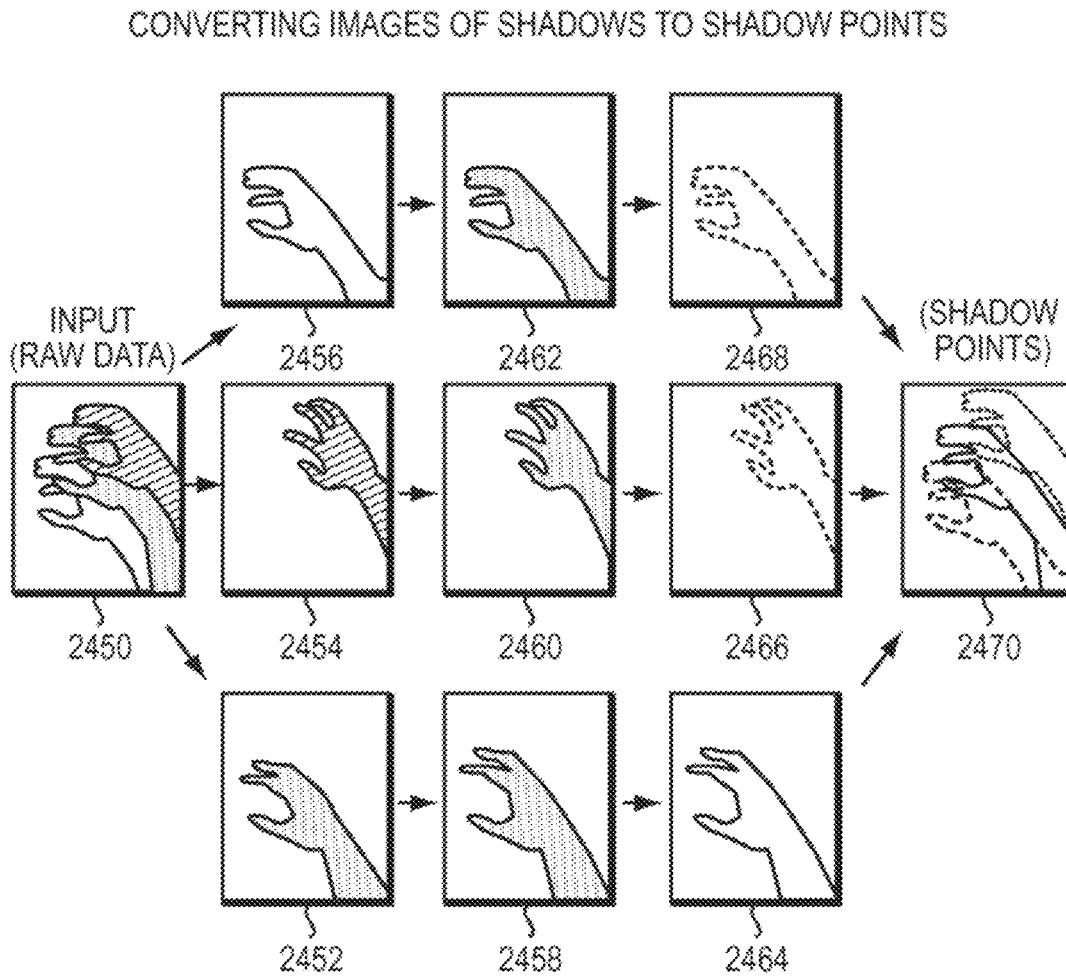 CONVERTING IMAGES OF SHADOWS TO SHADOW POINTS
2456
2462
2468
INPUT
(RAW DATA)
(SHADOW
POINTS)
2450
2454
2460
2466
2470
2452
2458
2464